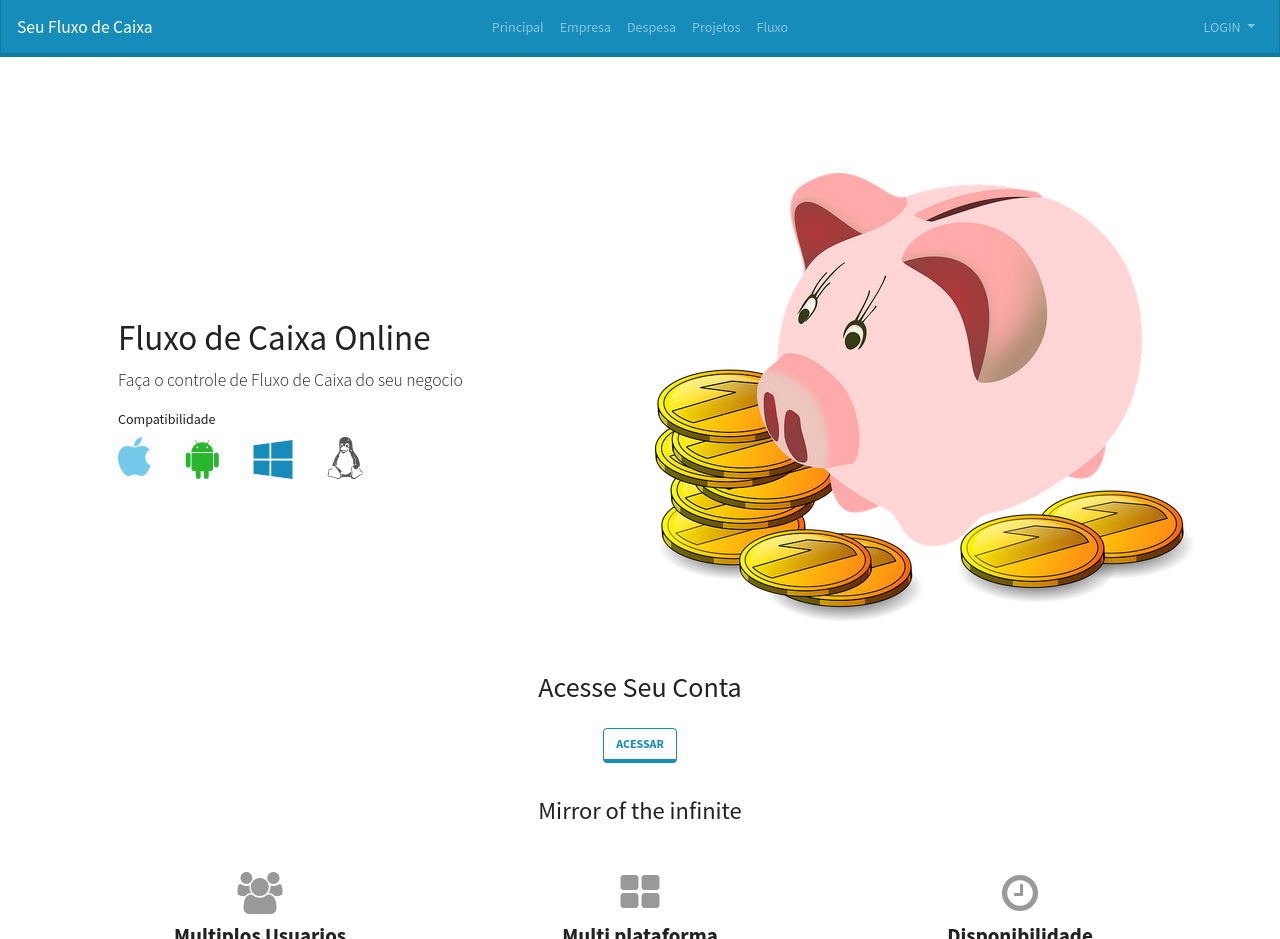 Seu Fluxo de Caixa
Principal Empresa Despesa Projetos Fluxo
LOGIN
Fluxo de Caixa Online
Faça o controle de Fluxo de Caixa do seu negocio
Compatibilidade
Acesse Seu Conta
ACESSAR
Mirror of the infinite
Multiplos Usuarios
Multi plataforma
Disponibilidade